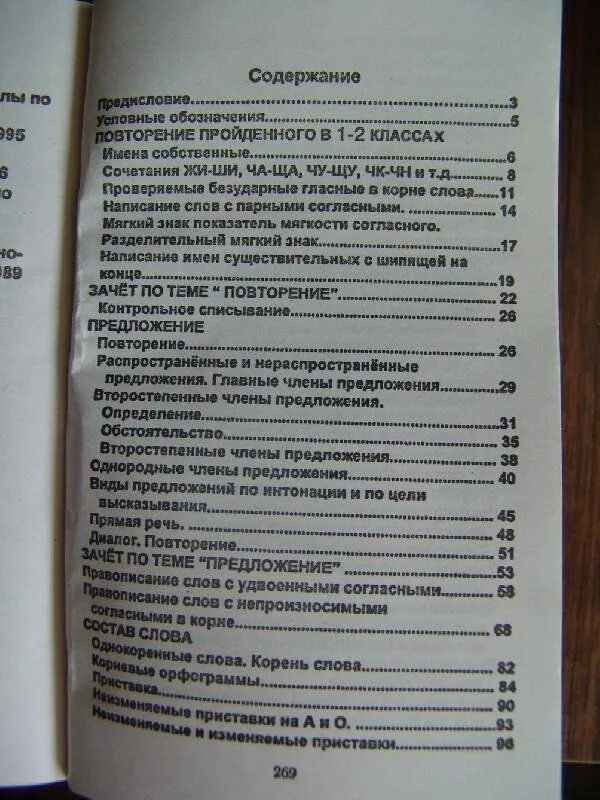 лы по
995
6
но-
989
Содержание
Предисловие 3
Условные обозначения 5
ПОВТОРЕНИЕ ПРОЙДЕННОГО В 1-2 КЛАССАХ
Имена собственные 6
Сочетания ЖИ-ШИ, ЧА-ЩА, ЧУ-ЩУ, ЧК-ЧН и т.д. 8
Проверяемые безударные гласные в корне слова 11
Написание слов с парными согласными. 14
Мягкий знак показатель мягкости согласного.
Разделительный мягкий знак 17
Написание имен существительных с шипящей на
конце 19
ЗАЧЁТ ПО ТЕМЕ " ПОВТОРЕНИЕ" 22
Контрольное списывание 26
ПРЕДЛОЖЕНИЕ
Повторение 26
Распространённые и нераспространённые
предложения. Главные члены предложения 29
Второстепенные члены предложения.
Определение 31
Обстоятельство 35
Второстепенные члены предложения 38
Однородные члены предложения 40
Виды предложений по интонации и по цели
высказывания 45
Прямая речь. 48
Диалог. Повторение 51
ЗАЧЁТ ПО ТЕМЕ "ПРЕДЛОЖЕНИЕ" 53
Правописание слов с удвоенными согласными 58
Правописание слов с непроизносимыми
согласными в корне 68
СОСТАВ СЛОВА
Однокоренные слова. Корень слова 82
Корневые орфограммы 84
Приставка 90
Неизменяемые приставки на А и О. 93
Неизменяемые и изменяемые приставки 96
269